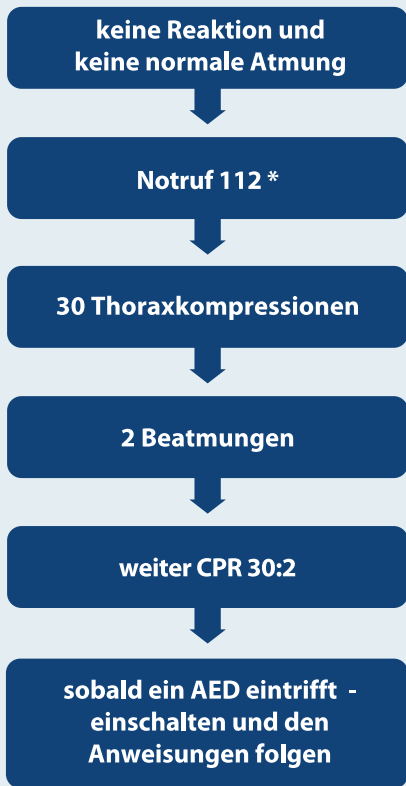 keine Reaktion und
keine normale Atmung
Notruf 112 *
30 Thoraxkompressionen
2 Beatmungen
weiter CPR 30:2
sobald ein AED eintrifft -
einschalten und den
Anweisungen folgen